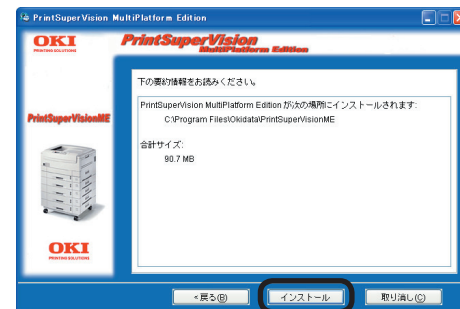 PrintSuperVision MultiPlatform Edition
OKI
PRINTING SOLUTIONS
PrintSuperVision
MultiPlatform Edition
下の要約情報をお読みください。
PrintSuperVision MultiPlatform Edition が次の場所にインストールされます:
C:\Program Files\Okidata\PrintSuperVisionME
合計サイズ:
90.7 MB
PrintSuperVisionME
OKI
PRINTING SOLUTIONS
<戻る(B)
インストール
取り消し(C)